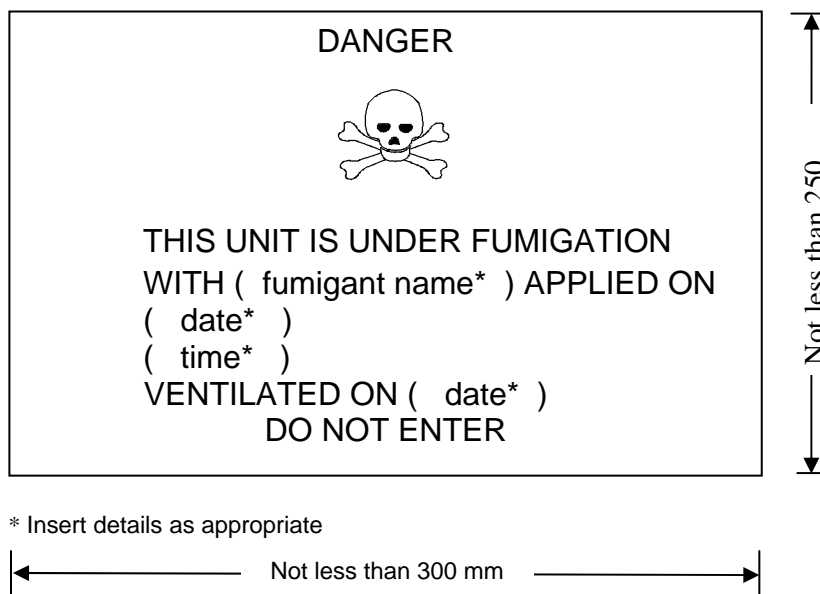 DANGER
THIS UNIT IS UNDER FUMIGATION
WITH ( fumigant name* ) APPLIED ON
( date* )
( time* )
VENTILATED ON ( date* )
DO NOT ENTER
Not less than 250
* Insert details as appropriate
Not less than 300 mm